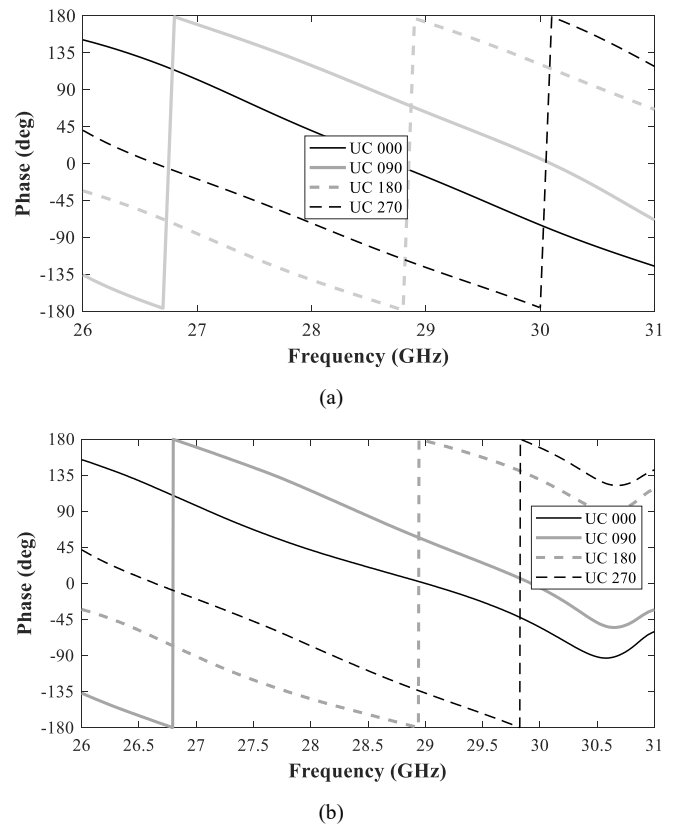 180
135
90
45
0
-45
-90
-135
-180
Phase (deg)
UC 000
UC 090
UC 180
UC 270
26 27 28 29 30 31
Frequency (GHz)
(a)
180
135
90
45
0
-45
-90
-135
-180
Phase (deg)
UC 000
UC 090
UC 180
UC 270
26 26.5 27 27.5 28 28.5 29 29.5 30 30.5 31
Frequency (GHz)
(b)